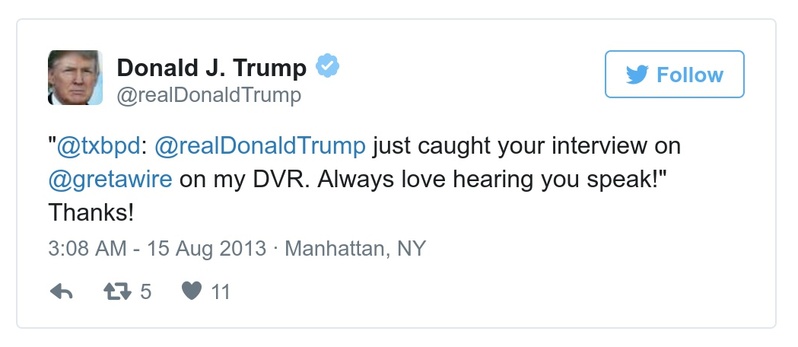 Donald J. Trump
@realDonaldTrump
Follow
"@txbpd: @realDonaldTrump just caught your interview on
@gretawire on my DVR. Always love hearing you speak!"
Thanks!
3:08 AM - 15 Aug 2013 · Manhattan, NY
5 11